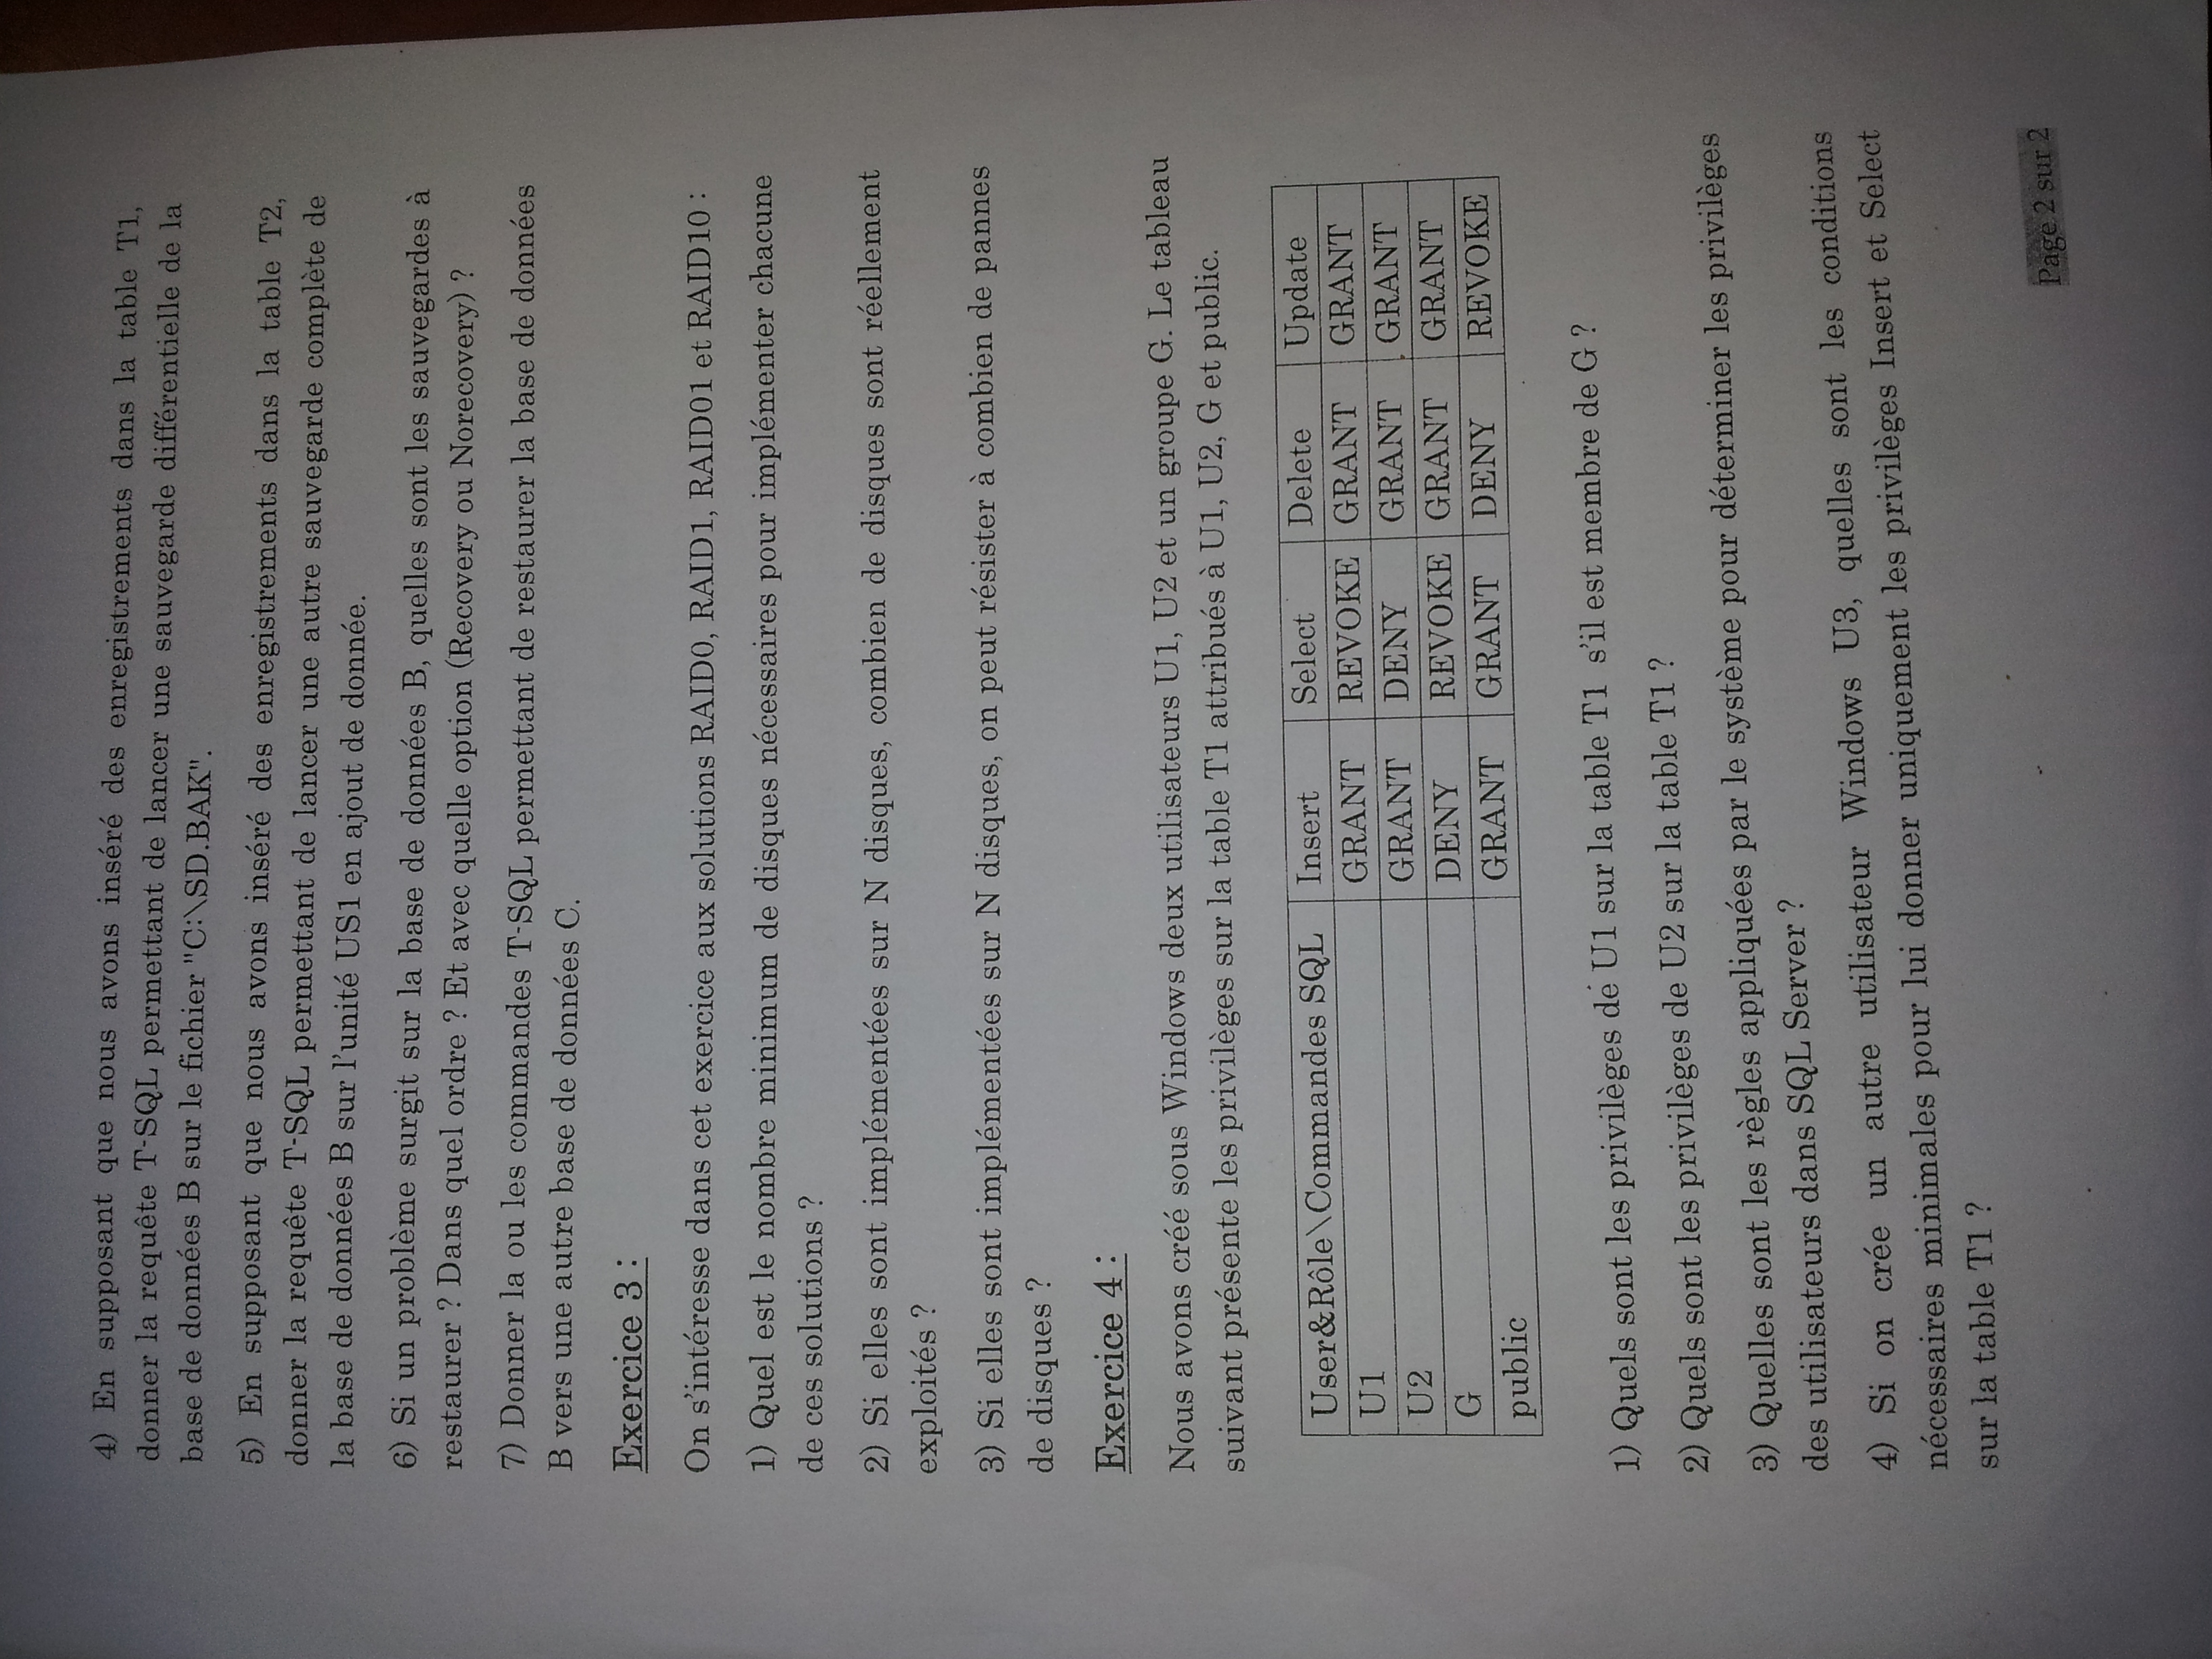 4) En supposant que nous avons inséré des enregistrements dans la table T1,
donner la requête T-SQL permettant de lancer une sauvegarde différentielle de la
base de données B sur le fichier "C:\SD.BAK".
5) En supposant que nous avons inséré des enregistrements dans la table T2,
donner la requête T-SQL permettant de lancer une autre sauvegarde complète de
la base de données B sur l'unité US1 en ajout de donnée.
6) Si un problème surgit sur la base de données B, quelles sont les sauvegardes à
restaurer ? Dans quel ordre ? Et avec quelle option (Recovery ou Norecovery) ?
7) Donner la ou les commandes T-SQL permettant de restaurer la base de données
B vers une autre base de données C.
Exercice 3 :
On s'intéresse dans cet exercice aux solutions RAID0, RAID1, RAID01 et RAID10 :
1) Quel est le nombre minimum de disques nécessaires pour implémenter chacune
de ces solutions ?
2) Si elles sont implémentées sur N disques, combien de disques sont réellement
exploités ?
3) Si elles sont implémentées sur N disques, on peut résister à combien de pannes
de disques ?
Exercice 4 :
Nous avons créé sous Windows deux utilisateurs U1, U2 et un groupe G. Le tableau
suivant présente les privilèges sur la table T1 attribués à U1, U2, G et public.
User&Rôle\Commandes SQL Insert Select Delete Update
U1 GRANT REVOKE GRANT GRANT
U2 GRANT DENY GRANT GRANT
G DENY REVOKE GRANT GRANT
public GRANT GRANT DENY REVOKE
1) Quels sont les privilèges de U1 sur la table T1 s'il est membre de G ?
2) Quels sont les privilèges de U2 sur la table T1 ?
3) Quelles sont les règles appliquées par le système pour déterminer les privilèges
des utilisateurs dans SQL Server ?
4) Si on crée un autre utilisateur Windows U3, quelles sont les conditions
nécessaires minimales pour lui donner uniquement les privilèges Insert et Select
sur la table T1 ?
Page 2 sur 2